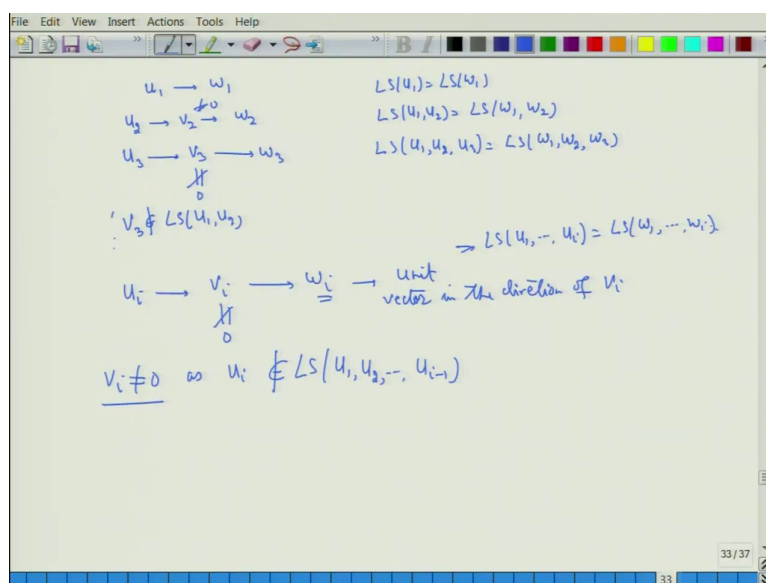 File Edit View Insert Actions Tools Help
u₁ → w₁ LS(u₁) = LS(w₁)
≠0
u₂ → v₂ → w₂ LS(u₁,u₂) = LS(w₁,w₂)
u₃ → v₃ → w₃ LS(u₁,u₂,u₃) = LS(w₁,w₂,w₃)
∦
0
v₃ ∉ LS(u₁,u₂)
⇒ LS(u₁,--,uᵢ) = LS(w₁,--,wᵢ).
uᵢ → vᵢ → wᵢ → unit
vector in the dirėtion of vᵢ
∦
0
vᵢ ≠ 0 as uᵢ ∉ LS(u₁,u₂,--,uᵢ₋₁)
33/37
33